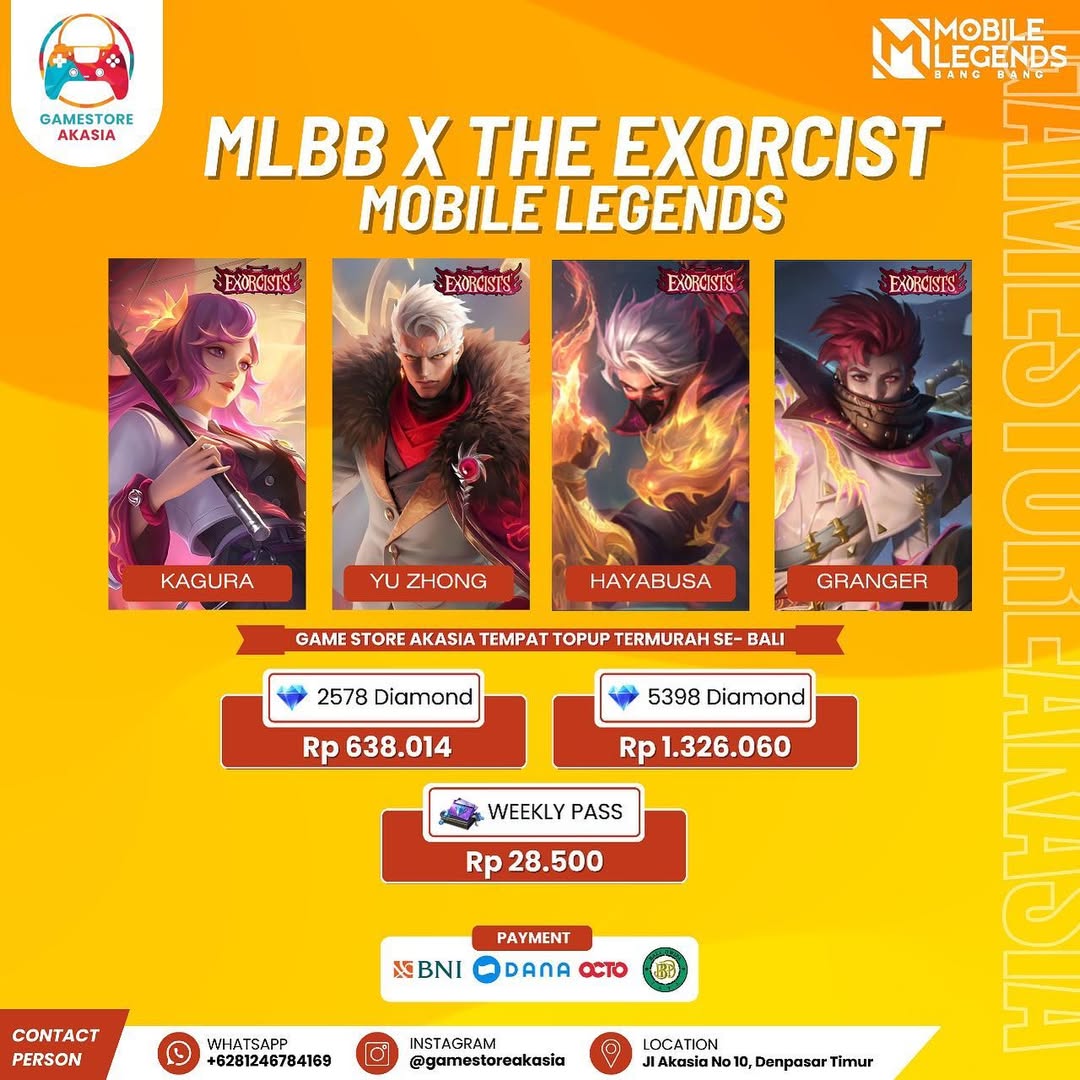 GAMESTORE
AKASIA
MOBILE
LEGENDS
BANG BANG
MLBB X THE EXORCIST
MOBILE LEGENDS
EXORCISTS
EXORCISTS
EXORCISTS
EXORCISTS
KAGURA
YU ZHONG
HAYABUSA
GRANGER
GAME STORE AKASIA TEMPAT TOPUP TERMURAH SE- BALI
2578 Diamond
Rp 638.014
5398 Diamond
Rp 1.326.060
WEEKLY PASS
Rp 28.500
PAYMENT
BNI
DANA
OCTO
CONTACT
PERSON
WHATSAPP
+6281246784169
INSTAGRAM
@gamestoreakasia
LOCATION
Jl Akasia No 10, Denpasar Timur
GAMESTOREAKASIA